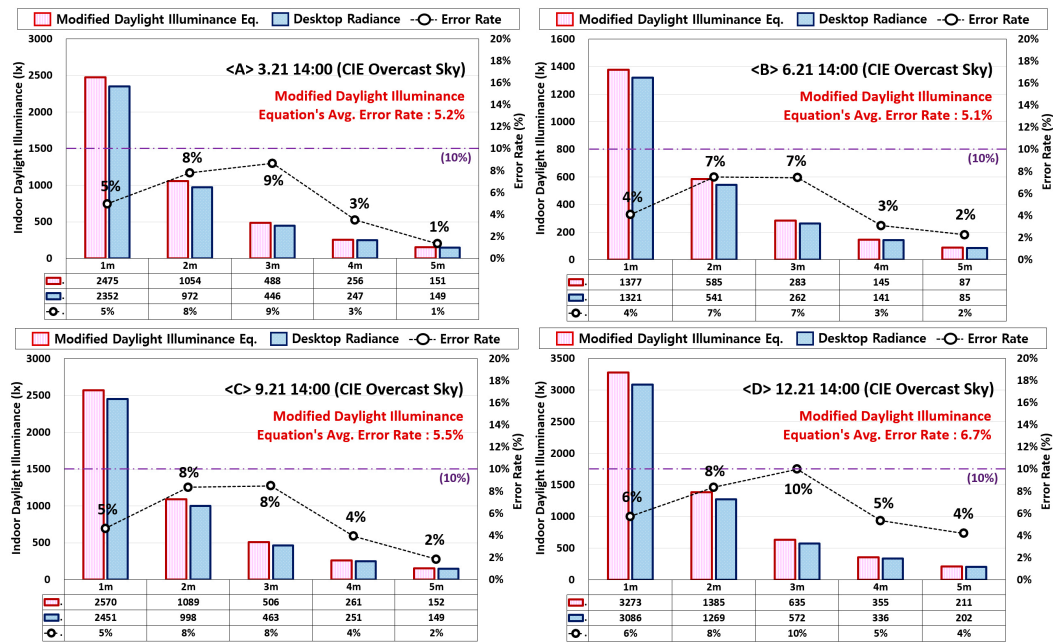 Modified Daylight Illuminance Eq. Desktop Radiance Error Rate
<A> 3.21 14:00 (CIE Overcast Sky)
Modified Daylight Illuminance
Equation's Avg. Error Rate : 5.2%
Indoor Daylight Illuminance (lx)
3000
2500
2000
1500
1000
500
0
5%
8%
9%
3%
1%
(10%)
Error Rate (%)
20%
18%
16%
14%
12%
10%
8%
6%
4%
2%
0%
1m 2m 3m 4m 5m
2475 1054 488 256 151
2352 972 446 247 149
5% 8% 9% 3% 1%
Modified Daylight Illuminance Eq. Desktop Radiance Error Rate
<B> 6.21 14:00 (CIE Overcast Sky)
Modified Daylight Illuminance
Equation's Avg. Error Rate : 5.1%
Indoor Daylight Illuminance (lx)
1600
1400
1200
1000
800
600
400
200
0
4%
7%
7%
3%
2%
(10%)
Error Rate (%)
20%
18%
16%
14%
12%
10%
8%
6%
4%
2%
0%
1m 2m 3m 4m 5m
1377 585 283 145 87
1321 541 262 141 85
4% 7% 7% 3% 2%
Modified Daylight Illuminance Eq. Desktop Radiance Error Rate
<C> 9.21 14:00 (CIE Overcast Sky)
Modified Daylight Illuminance
Equation's Avg. Error Rate : 5.5%
Indoor Daylight Illuminance (lx)
3000
2500
2000
1500
1000
500
0
5%
8%
8%
4%
2%
(10%)
Error Rate (%)
20%
18%
16%
14%
12%
10%
8%
6%
4%
2%
0%
1m 2m 3m 4m 5m
2570 1089 506 261 152
2451 998 463 251 149
5% 8% 8% 4% 2%
Modified Daylight Illuminance Eq. Desktop Radiance Error Rate
<D> 12.21 14:00 (CIE Overcast Sky)
Modified Daylight Illuminance
Equation's Avg. Error Rate : 6.7%
Indoor Daylight Illuminance (lx)
3500
3000
2500
2000
1500
1000
500
0
6%
8%
10%
5%
4%
(10%)
Error Rate (%)
20%
18%
16%
14%
12%
10%
8%
6%
4%
2%
0%
1m 2m 3m 4m 5m
3273 1385 635 355 211
3086 1269 572 336 202
6% 8% 10% 5% 4%